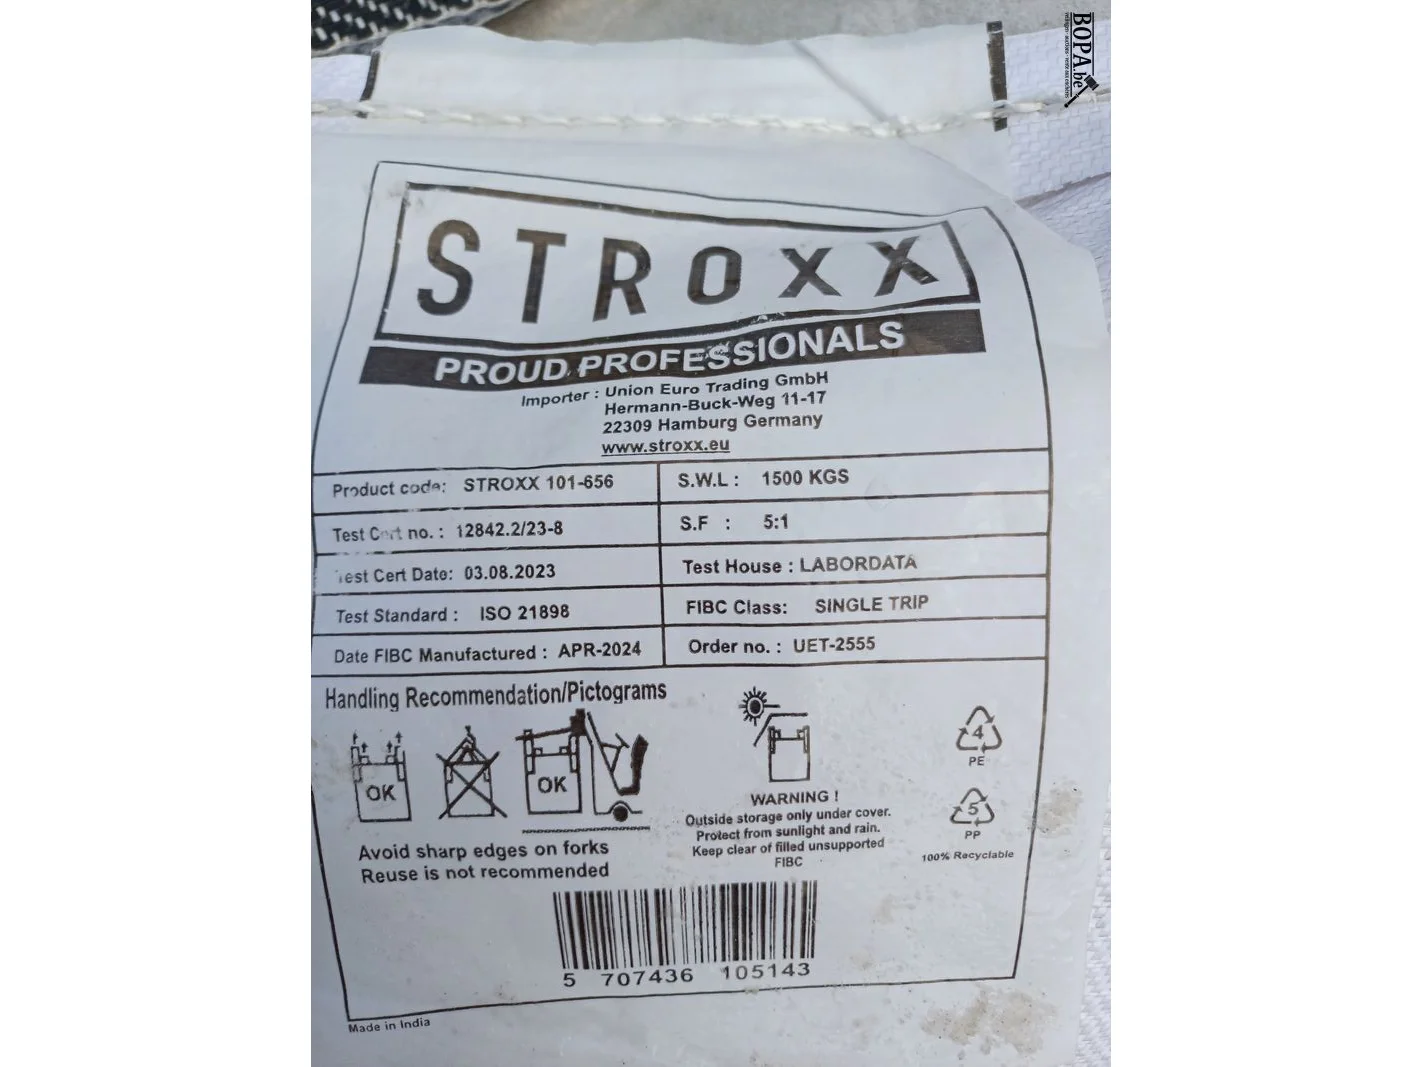 BOPA.be
STROXX
PROUD PROFESSIONALS
Importer : Union Euro Trading GmbH
Hermann-Buck-Weg 11-17
22309 Hamburg Germany
www.stroxx.eu
Product code: STROXX 101-656
S.W.L : 1500 KGS
Test Cert no. : 12842.2/23-8
S.F : 5:1
Test Cert Date: 03.08.2023
Test House : LABORDATA
Test Standard : ISO 21898
FIBC Class: SINGLE TRIP
Date FIBC Manufactured : APR-2024
Order no. : UET-2555
Handling Recommendation/Pictograms
OK
OK
Avoid sharp edges on forks
Reuse is not recommended
WARNING !
Outside storage only under cover.
Protect from sunlight and rain.
Keep clear of filled unsupported
FIBC
4
PE
5
PP
100% Recyclable
5 707436 105143
Made in India